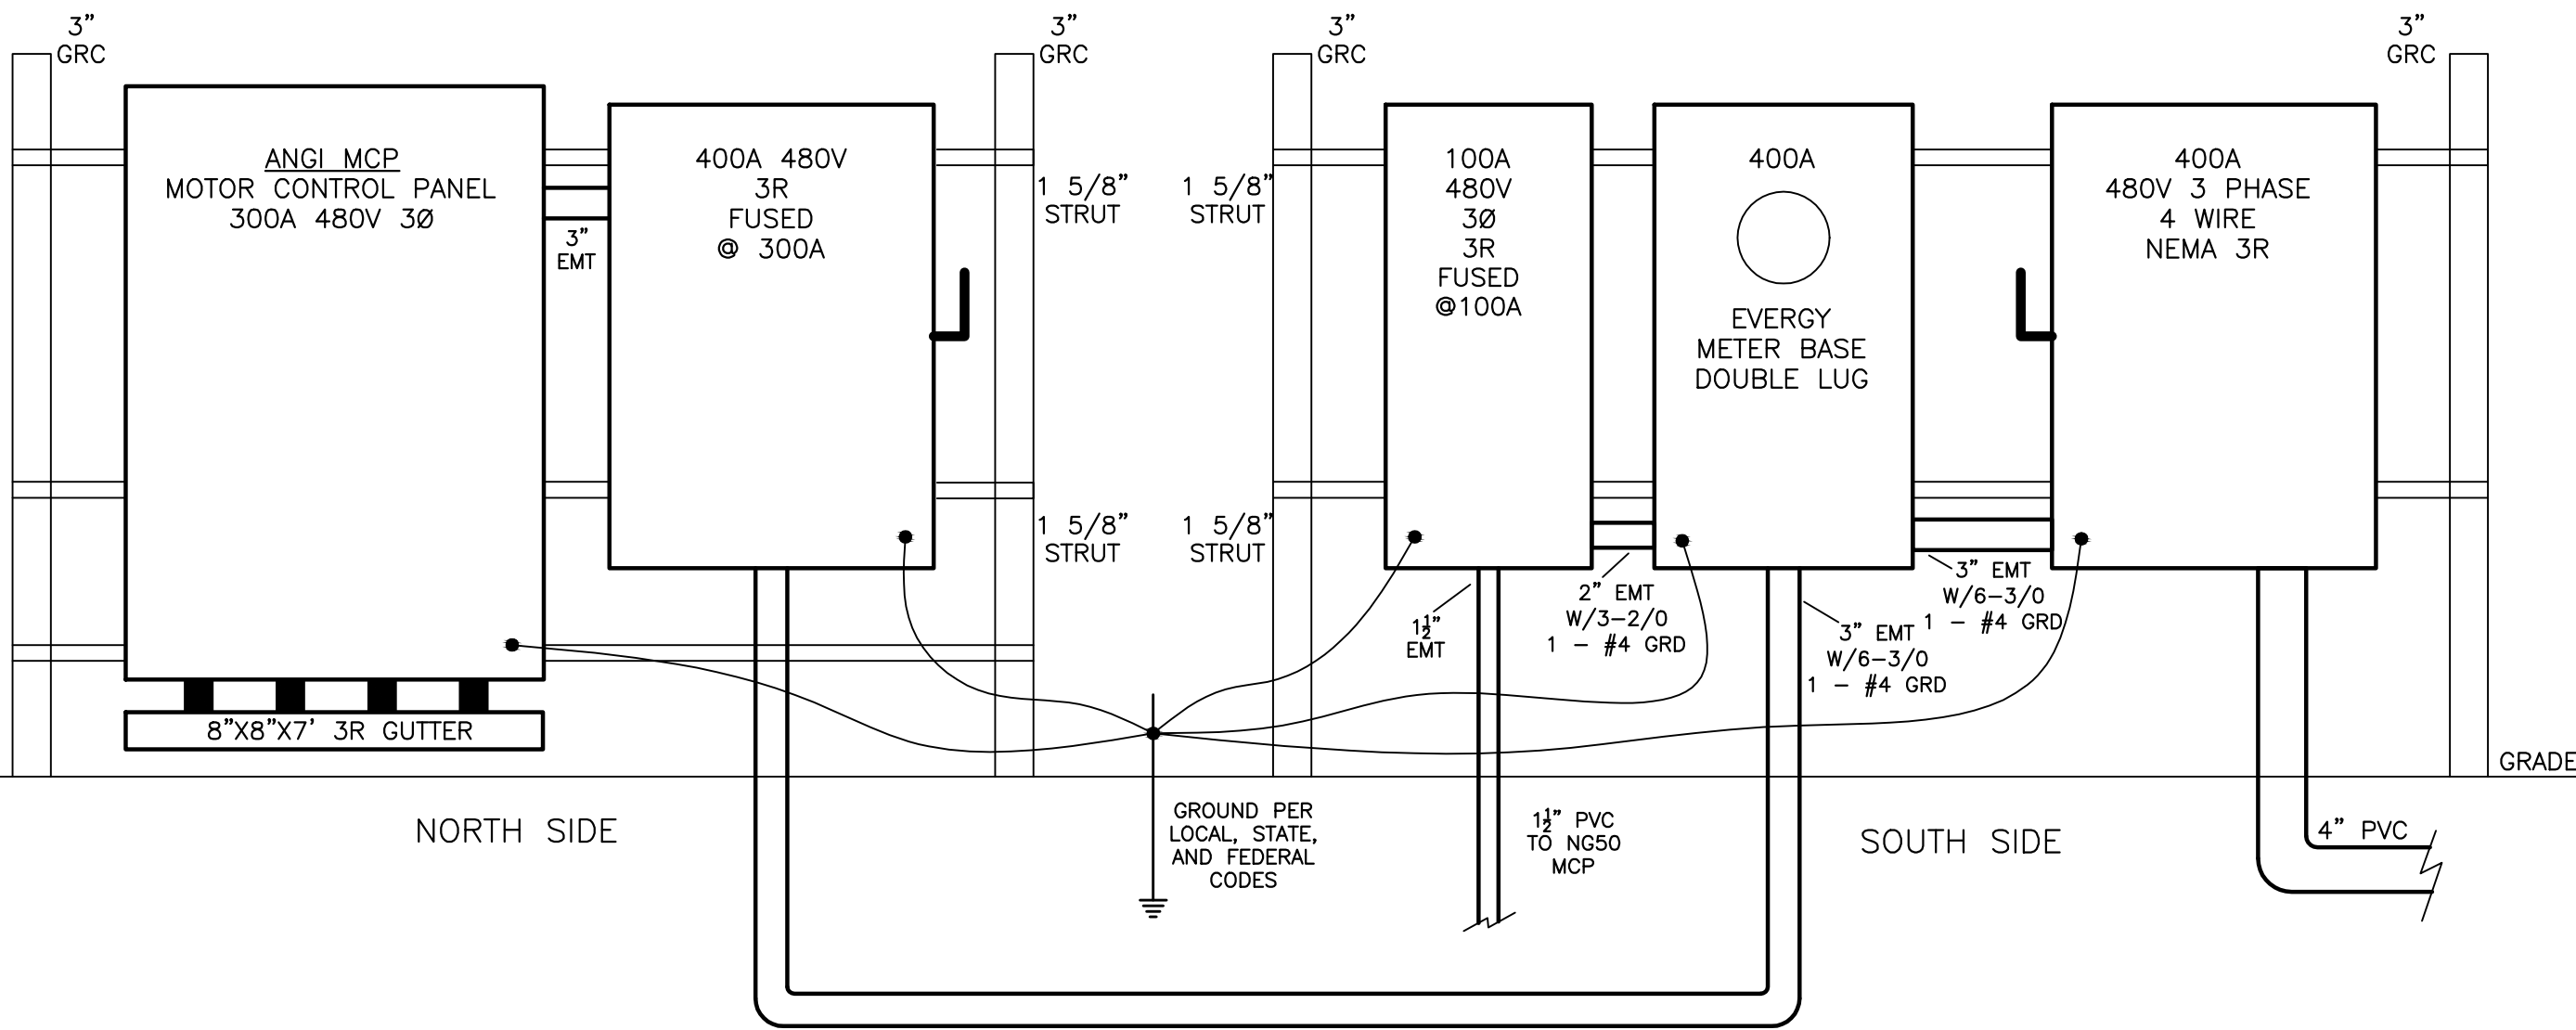 3”
GRC
3”
GRC
3”
GRC
3”
GRC
ANGI MCP
MOTOR CONTROL PANEL
300A 480V 3Ø
3”
EMT
400A 480V
3R
FUSED
@ 300A
1 5/8”
STRUT
1 5/8”
STRUT
100A
480V
3Ø
3R
FUSED
@100A
400A
EVERGY
METER BASE
DOUBLE LUG
400A
480V 3 PHASE
4 WIRE
NEMA 3R
1 5/8”
STRUT
1 5/8”
STRUT
1½”
EMT
2” EMT
W/3-2/0
1 - #4 GRD
3” EMT
W/6-3/0
1 - #4 GRD
3” EMT
W/6-3/0
1 - #4 GRD
8”X8”X7’ 3R GUTTER
GRADE
NORTH SIDE
GROUND PER
LOCAL, STATE,
AND FEDERAL
CODES
1½” PVC
TO NG50
MCP
SOUTH SIDE
4” PVC